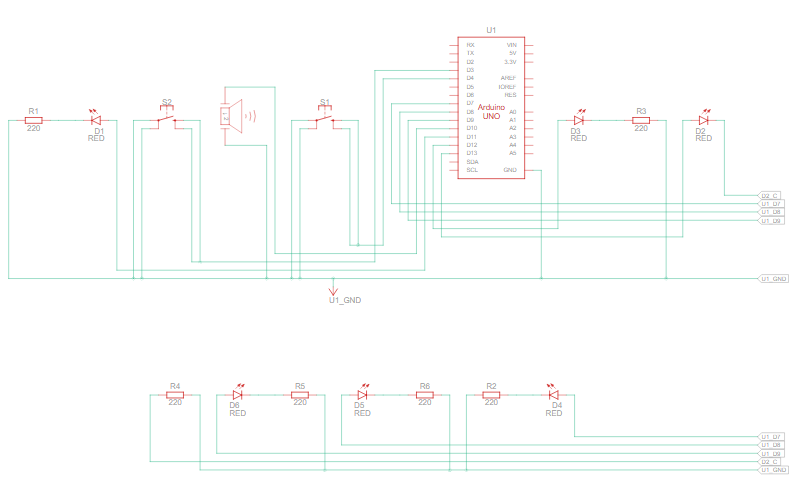 U1
RX
TX
D2
D3
D4
D5
D6
D7
D8
D9
D10
D11
D12
D13
SDA
SCL
VIN
5V
3.3V
AREF
IOREF
RES
A0
A1
A2
A3
A4
A5
GND
Arduino
UNO
R1
220
D1
RED
S2
S1
D3
RED
R3
220
D2
RED
D2_C
U1_D7
U1_D8
U1_D9
U1_GND
U1_GND
R4
220
D6
RED
R5
220
D5
RED
R6
220
R2
220
D4
RED
U1_D7
U1_D8
U1_D9
D2_C
U1_GND